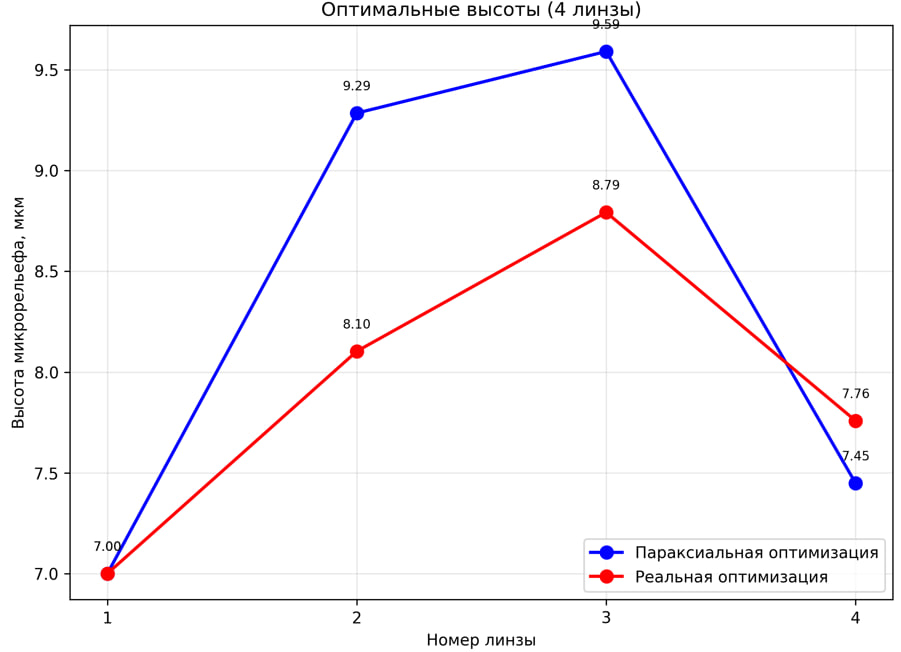 Оптимальные высоты (4 линзы)
9.59
9.5
9.29
9.0
8.79
8.5
8.10
8.0
7.76
7.5
7.45
7.00
7.0
Высота микрорельефа, мкм
Параксиальная оптимизация
Реальная оптимизация
1 2 3 4
Номер линзы